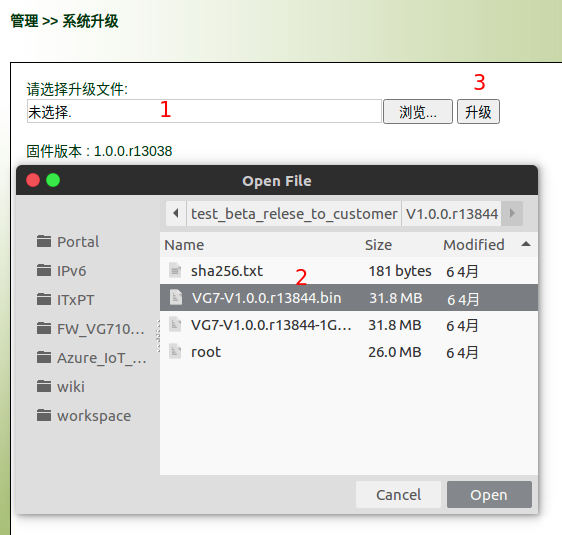 管理 >> 系统升级
3
请选择升级文件:
未选择. 1 浏览... 升级
固件版本 : 1.0.0.r13038
Open File
test_beta_relese_to_customer V1.0.0.r13844
Portal
IPv6
ITxPT
FW_VG710...
Azure_IoT_...
wiki
workspace
Name Size Modified
sha256.txt 181 bytes 6 4月
2
VG7-V1.0.0.r13844.bin 31.8 MB 6 4月
VG7-V1.0.0.r13844-1G... 31.8 MB 6 4月
root 26.0 MB 6 4月
Cancel Open